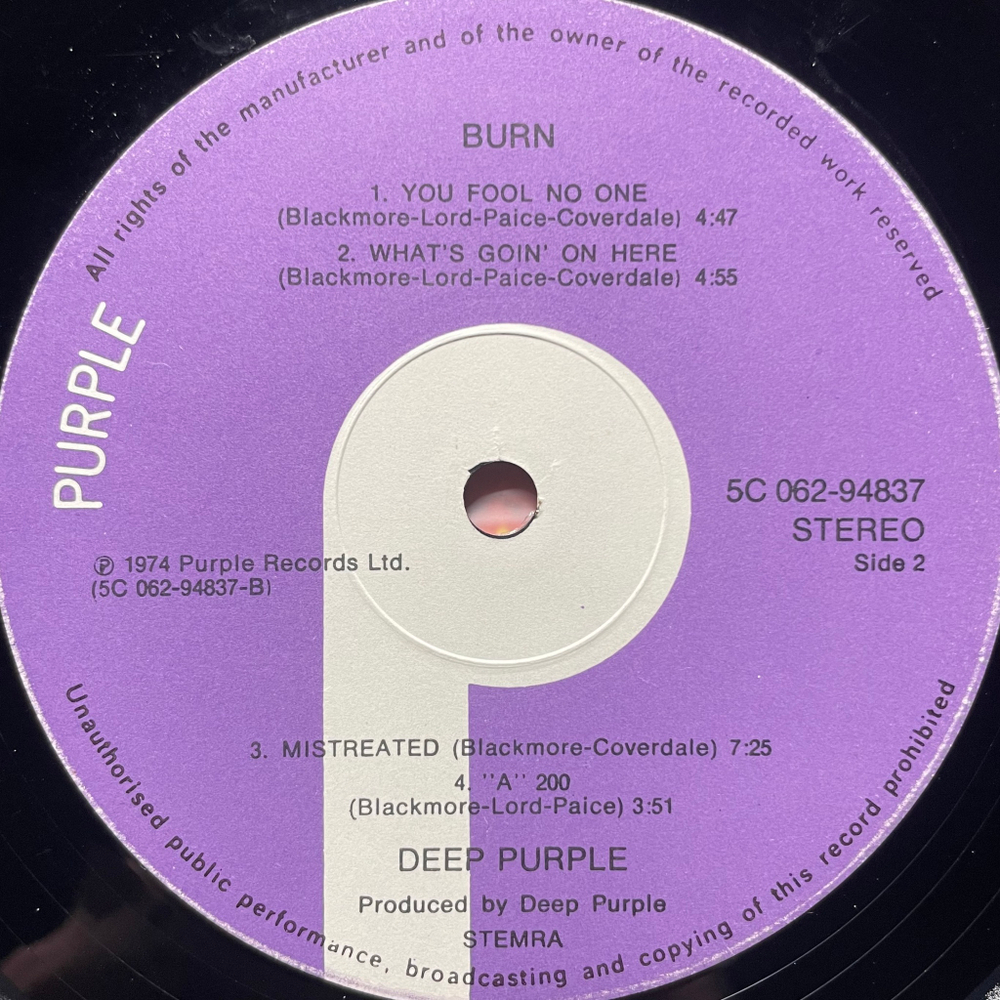 All rights of the manufacturer and of the owner of the recorded work reserved
BURN
1. YOU FOOL NO ONE
(Blackmore-Lord-Paice-Coverdale) 4:47
2. WHAT'S GOIN' ON HERE
(Blackmore-Lord-Paice-Coverdale) 4:55
PURPLE
5C 062-94837
STEREO
Side 2
℗ 1974 Purple Records Ltd.
(5C 062-94837-B)
3. MISTREATED (Blackmore-Coverdale) 7:25
4. ''A'' 200
(Blackmore-Lord-Paice) 3:51
DEEP PURPLE
Produced by Deep Purple
STEMRA
Unauthorised public performance, broadcasting and copying of this record prohibited